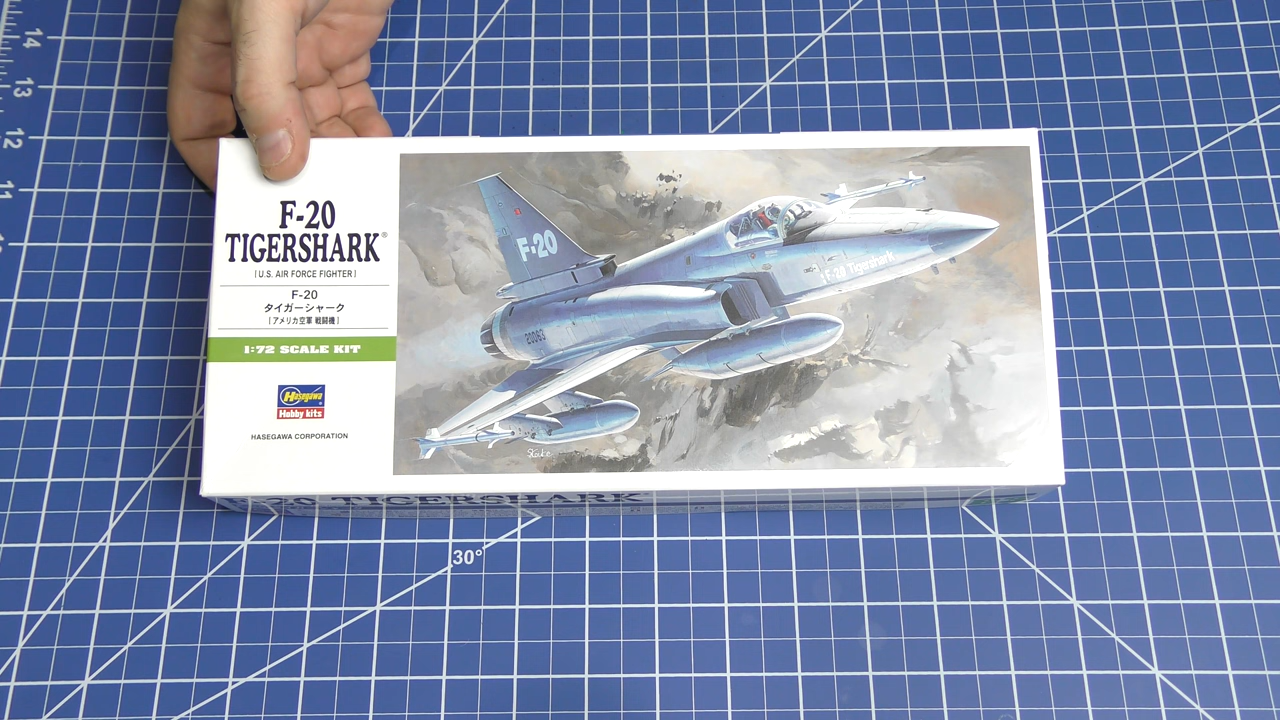 14
13
12
11
F-20
TIGERSHARK®
| U.S. AIR FORCE FIGHTER |
F-20
タイガーシャーク
| アメリカ空軍 戦闘機 |
1:72 SCALE KIT
Hasegawa
Hobby kits
HASEGAWA CORPORATION
F-20
F-20 Tigershark
20063
TIGERSHARK
30°